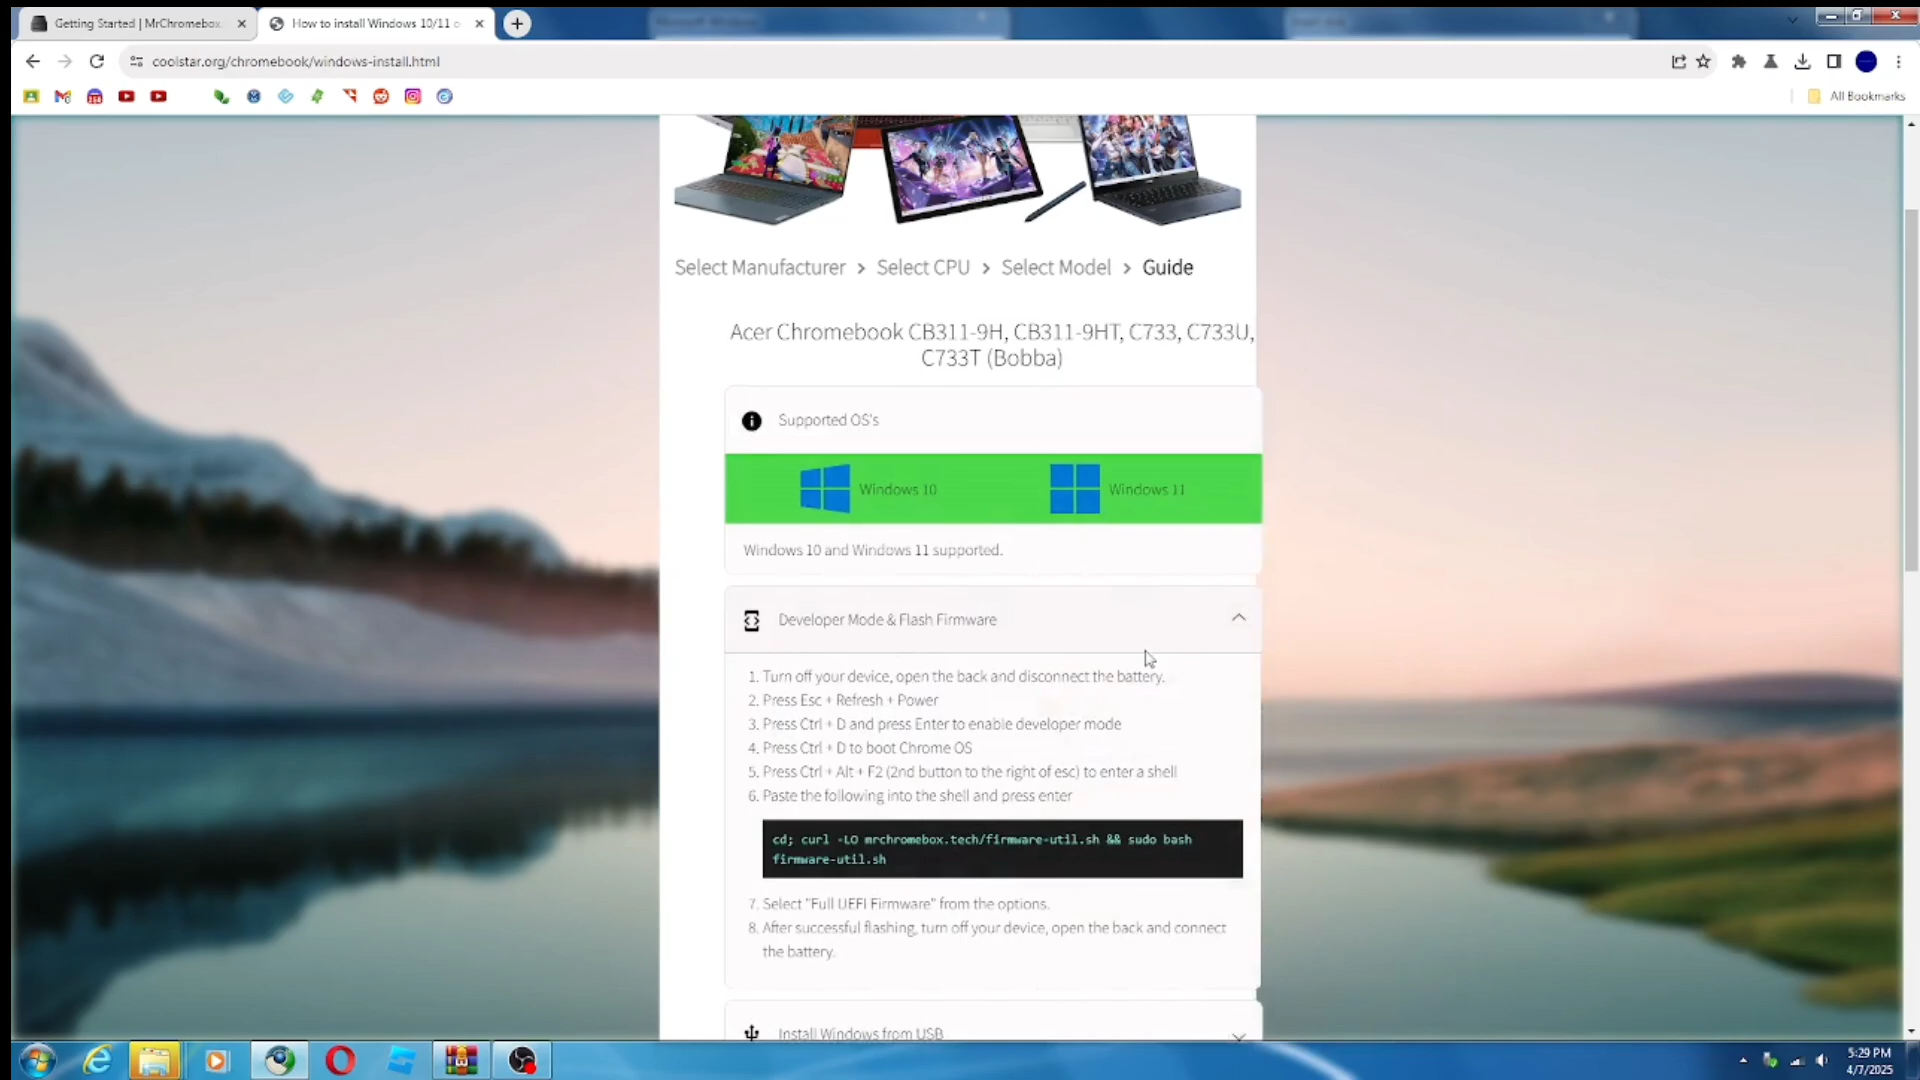 Getting Started | MrChromebox
How to install Windows 10/11 o
coolstar.org/chromebook/windows-install.html
All Bookmarks
Select Manufacturer > Select CPU > Select Model > Guide
Acer Chromebook CB311-9H, CB311-9HT, C733, C733U,
C733T (Bobba)
Supported OS's
Windows 10
Windows 11
Windows 10 and Windows 11 supported.
Developer Mode & Flash Firmware
1. Turn off your device, open the back and disconnect the battery.
2. Press Esc + Refresh + Power
3. Press Ctrl + D and press Enter to enable developer mode
4. Press Ctrl + D to boot Chrome OS
5. Press Ctrl + Alt + F2 (2nd button to the right of esc) to enter a shell
6. Paste the following into the shell and press enter
cd; curl -LO mrchromebox.tech/firmware-util.sh && sudo bash
firmware-util.sh
7. Select "Full UEFI Firmware" from the options.
8. After successful flashing, turn off your device, open the back and connect
the battery.
Install Windows from USB
5:29 PM
4/7/2025